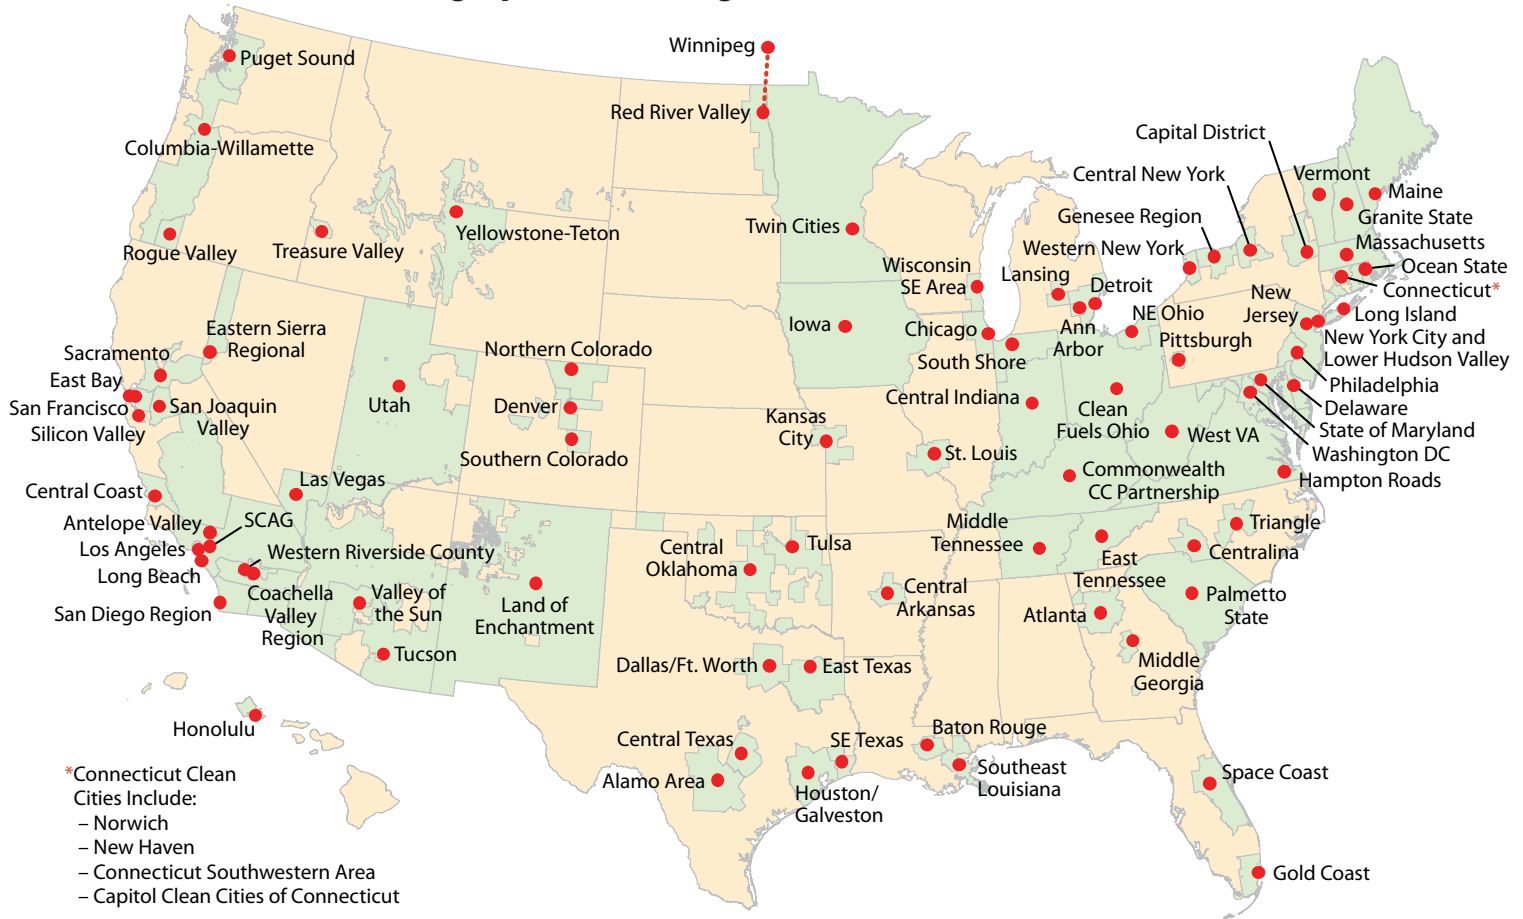 Winnipeg
Puget Sound
Red River Valley
Columbia-Willamette
Capital District
Central New York
Vermont
Maine
Genesee Region
Granite State
Yellowstone-Teton
Twin Cities
Rogue Valley
Treasure Valley
Western New York
Massachusetts
Wisconsin
SE Area
Lansing
Ocean State
Detroit
Connecticut*
New
Jersey
Long Island
Eastern Sierra
Regional
Iowa
Chicago
NE Ohio
Ann
Arbor
Pittsburgh
New York City and
Lower Hudson Valley
Sacramento
Northern Colorado
South Shore
East Bay
Philadelphia
San Francisco
San Joaquin
Valley
Utah
Denver
Central Indiana
Clean
Fuels Ohio
Delaware
Silicon Valley
Kansas
City
West VA
State of Maryland
Southern Colorado
St. Louis
Washington DC
Las Vegas
Commonwealth
CC Partnership
Hampton Roads
Central Coast
Antelope Valley
SCAG
Middle
Tennessee
Triangle
Los Angeles
Western Riverside County
Central
Oklahoma
Tulsa
East
Tennessee
Centralina
Long Beach
Coachella
Valley
Region
Valley of
the Sun
Land of
Enchantment
Central
Arkansas
Palmetto
State
San Diego Region
Atlanta
Tucson
Dallas/Ft. Worth
East Texas
Middle
Georgia
Honolulu
Central Texas
SE Texas
Baton Rouge
Alamo Area
Houston/
Galveston
Southeast
Louisiana
Space Coast
Gold Coast
*Connecticut Clean
Cities Include:
– Norwich
– New Haven
– Connecticut Southwestern Area
– Capitol Clean Cities of Connecticut